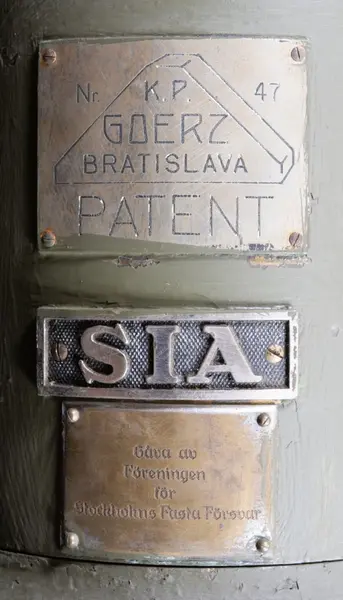 Nr. K.P. 47
GOERZ
BRATISLAVA
PATENT
SIA
Gåva av
Föreningen
för
Stockholms Fasta Försvar